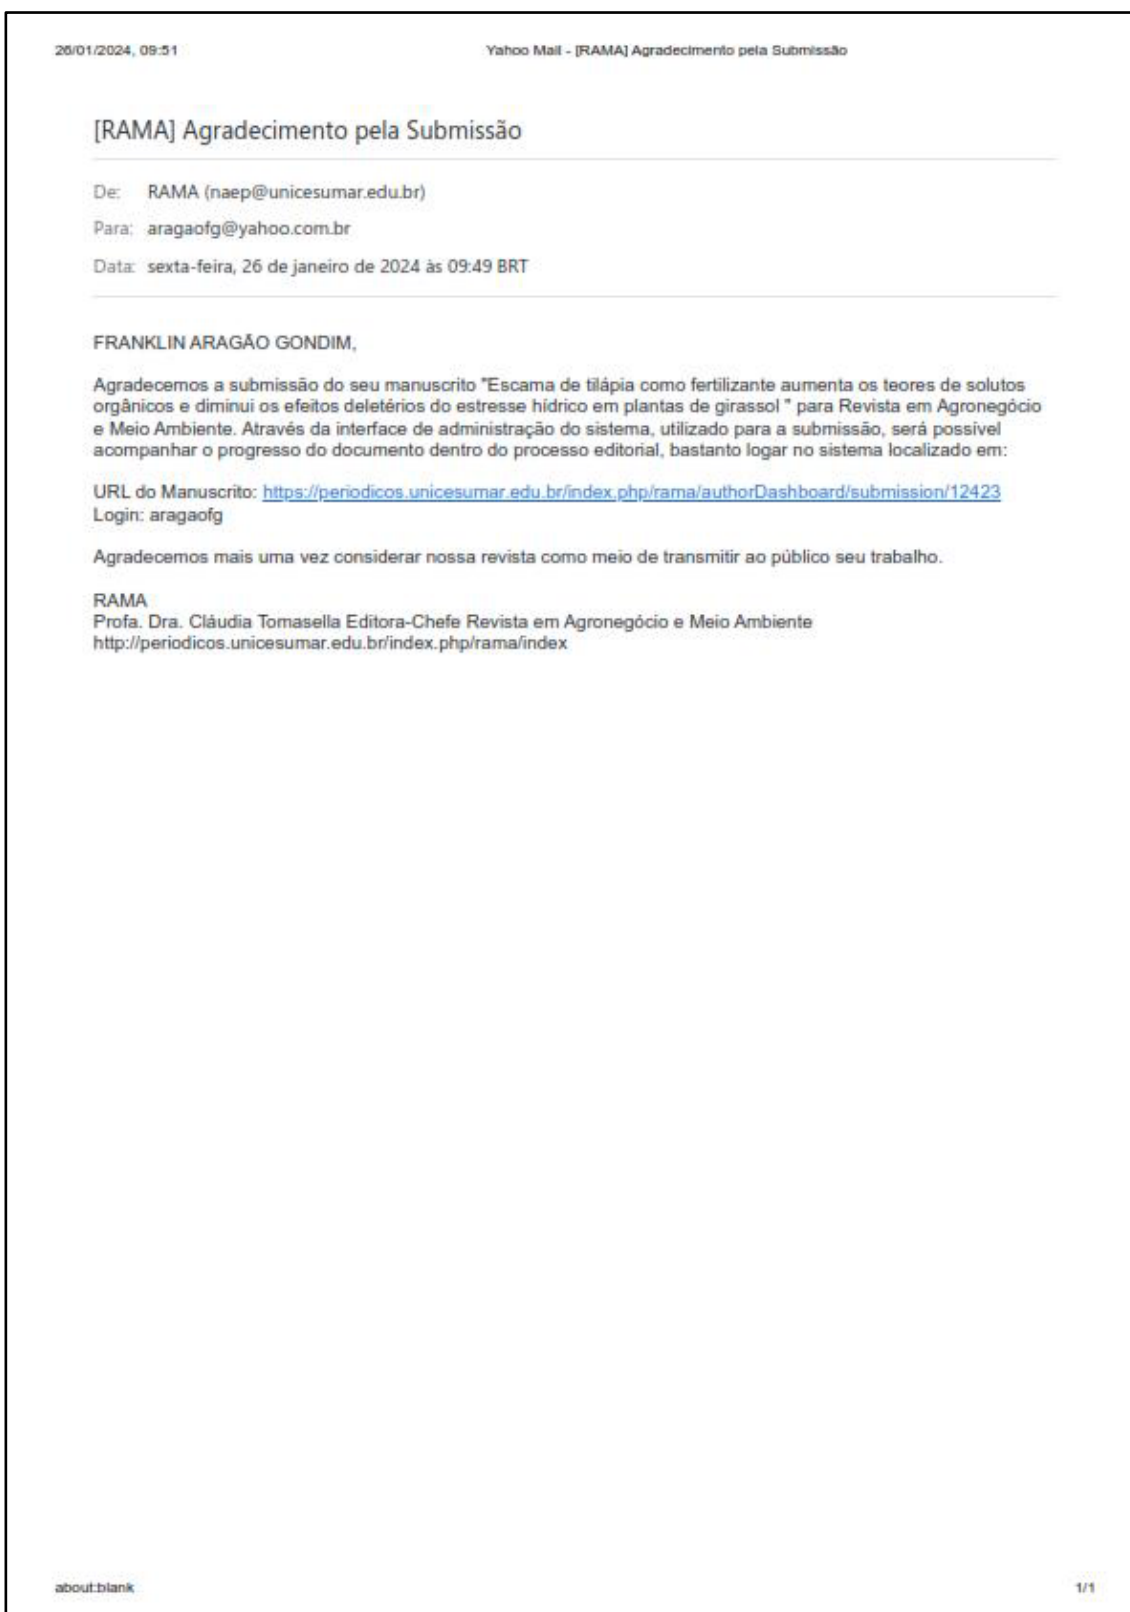 26/01/2024, 09:51 Yahoo Mail - [RAMA] Agradecimento pela Submissão
[RAMA] Agradecimento pela Submissão
De: RAMA (naep@unicesumar.edu.br)
Para: aragaofg@yahoo.com.br
Data: sexta-feira, 26 de janeiro de 2024 às 09:49 BRT
FRANKLIN ARAGÃO GONDIM,
Agradecemos a submissão do seu manuscrito "Escama de tilápia como fertilizante aumenta os teores de solutos
orgânicos e diminui os efeitos deletérios do estresse hídrico em plantas de girassol " para Revista em Agronegócio
e Meio Ambiente. Através da interface de administração do sistema, utilizado para a submissão, será possível
acompanhar o progresso do documento dentro do processo editorial, bastanto logar no sistema localizado em:
URL do Manuscrito: https://periodicos.unicesumar.edu.br/index.php/rama/authorDashboard/submission/12423
Login: aragaofg
Agradecemos mais uma vez considerar nossa revista como meio de transmitir ao público seu trabalho.
RAMA
Profa. Dra. Cláudia Tomasella Editora-Chefe Revista em Agronegócio e Meio Ambiente
http://periodicos.unicesumar.edu.br/index.php/rama/index
about:blank 1/1